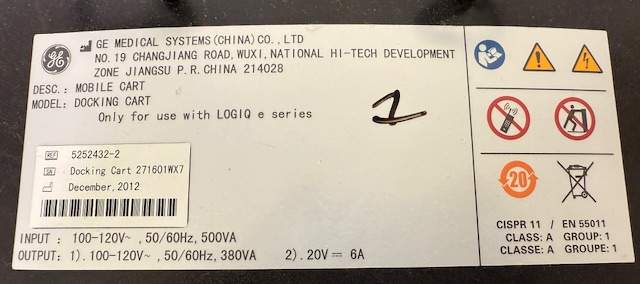 GE
GE MEDICAL SYSTEMS(CHINA)CO.,LTD
NO.19 CHANGJIANG ROAD,WUXI,NATIONAL HI-TECH DEVELOPMENT
ZONE JIANGSU P.R.CHINA 214028
DESC.: MOBILE CART
MODEL: DOCKING CART
Only for use with LOGIQ e series
1
REF 5252432-2
SN Docking Cart 271601WX7
December,2012
INPUT : 100-120V~ ,50/60Hz,500VA
OUTPUT: 1).100-120V~,50/60Hz,380VA 2).20V⎓ 6A
20
CISPR 11 / EN 55011
CLASS: A GROUP: 1
CLASSE: A GROUPE: 1